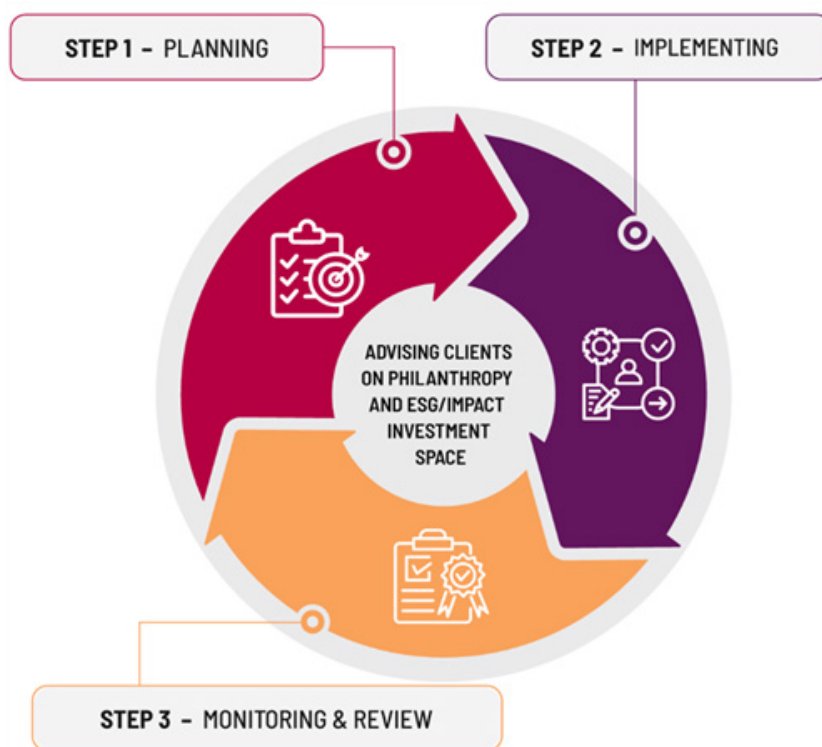 STEP 1 – PLANNING
STEP 2 – IMPLEMENTING
ADVISING CLIENTS
ON PHILANTHROPY
AND ESG/IMPACT
INVESTMENT
SPACE
STEP 3 – MONITORING & REVIEW